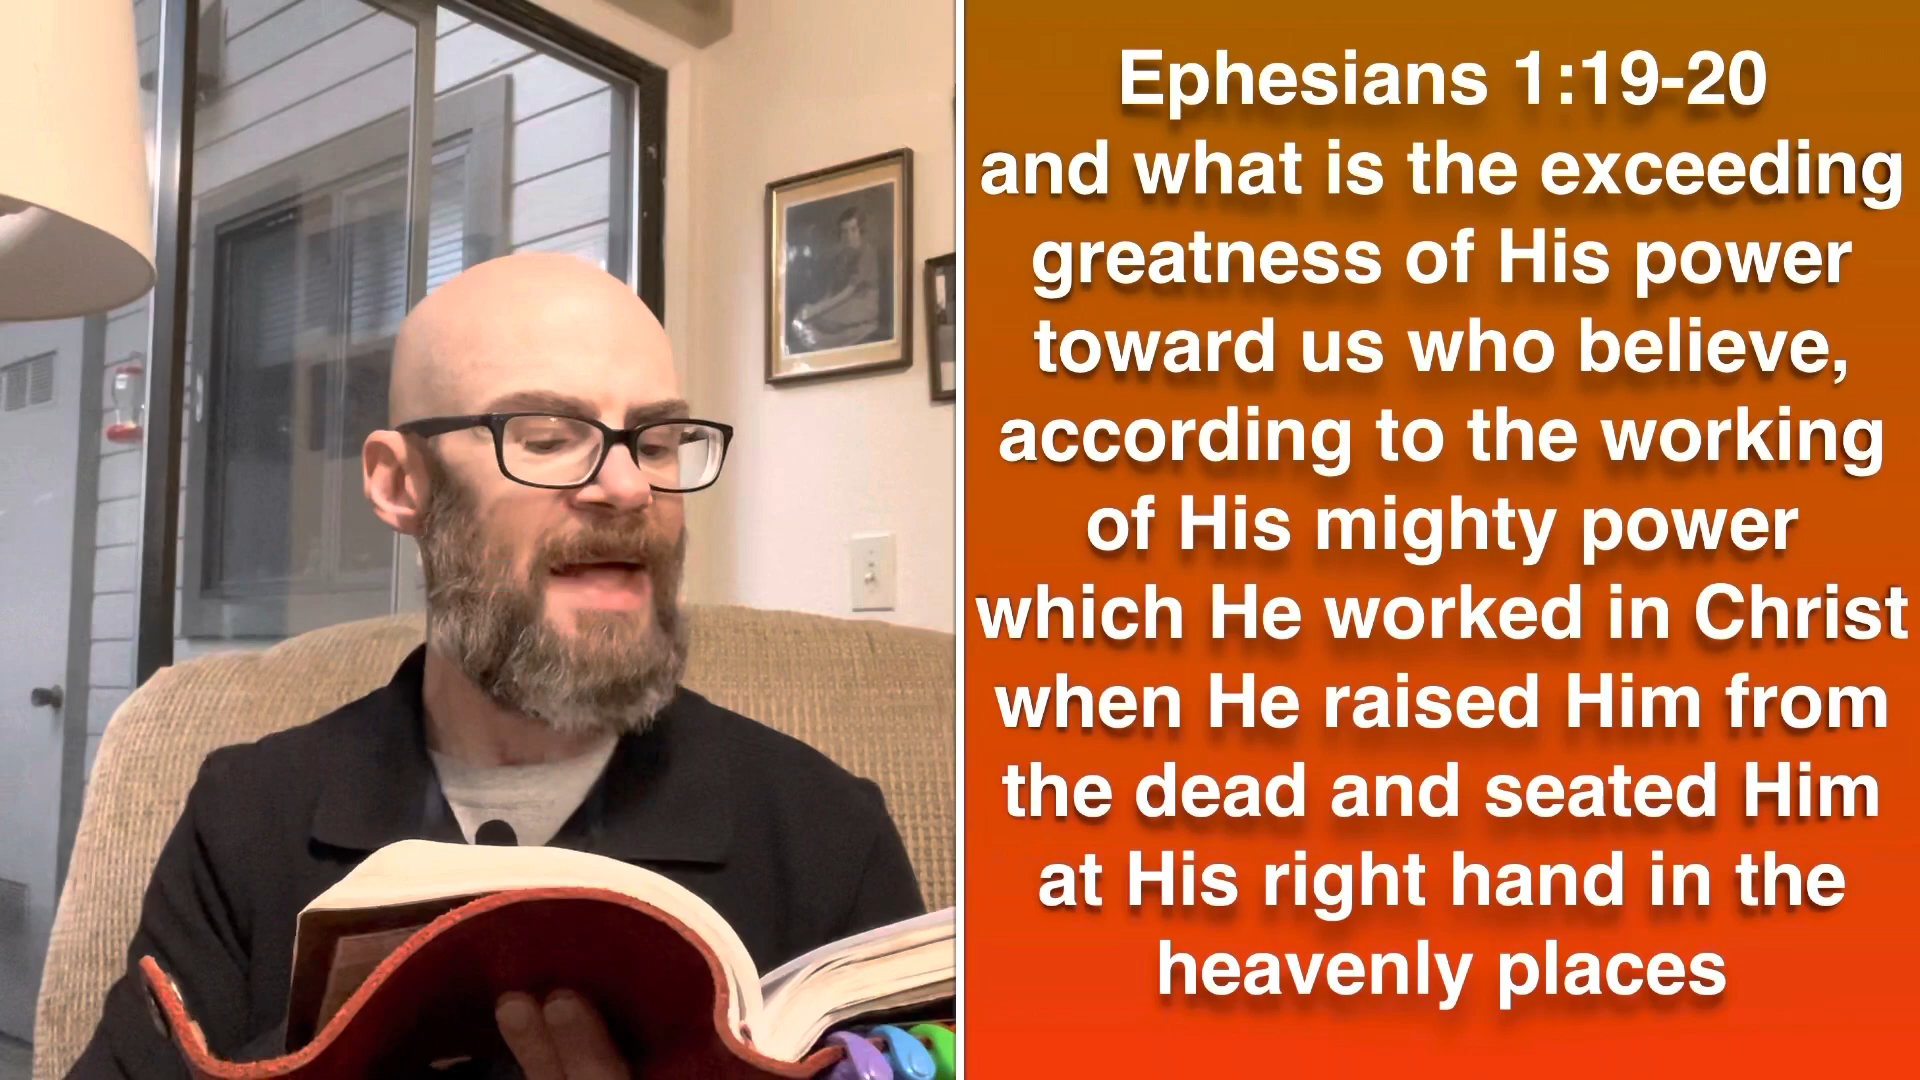 Ephesians 1:19-20
and what is the exceeding
greatness of His power
toward us who believe,
according to the working
of His mighty power
which He worked in Christ
when He raised Him from
the dead and seated Him
at His right hand in the
heavenly places